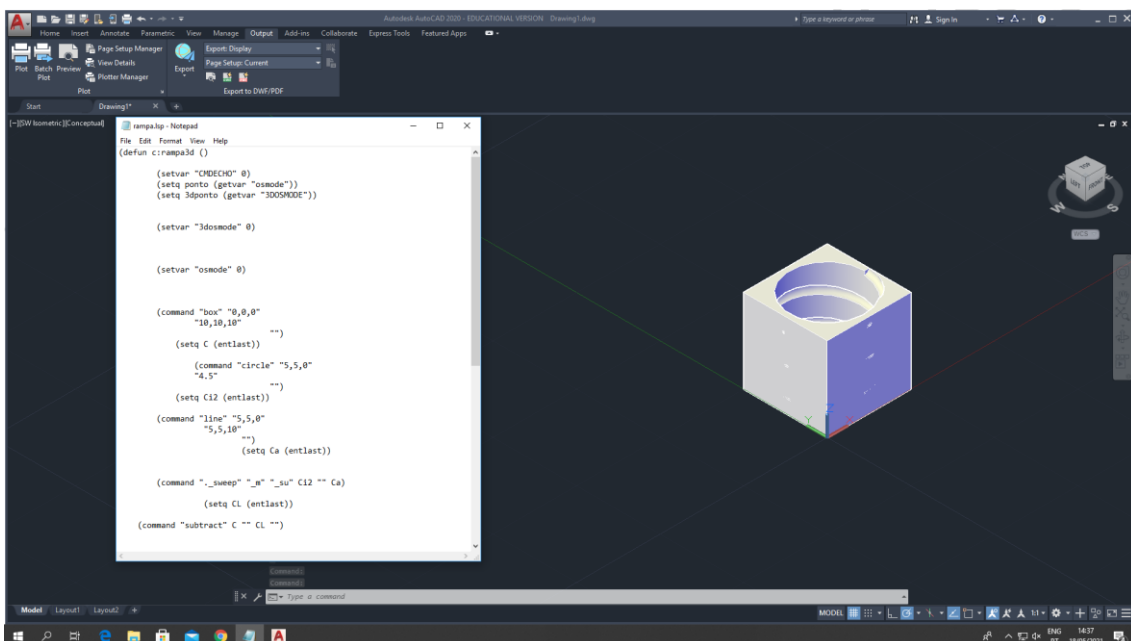 Autodesk AutoCAD 2020 - EDUCATIONAL VERSION Drawing1.dwg
Type a keyword or phrase
Sign In
Home Insert Annotate Parametric View Manage Output Add-ins Collaborate Express Tools Featured Apps
Plot
Batch Plot
Preview
Page Setup Manager
View Details
Plotter Manager
Export
Export: Display
Page Setup: Current
Plot
Export to DWF/PDF
Start
Drawing1*
[-][SW Isometric][Conceptual]
rampa.lsp - Notepad
File Edit Format View Help
(defun c:rampa3d ()
(setvar "CMDECHO" 0)
(setq ponto (getvar "osmode"))
(setq 3dponto (getvar "3DOSMODE"))
(setvar "3dosmode" 0)
(setvar "osmode" 0)
(command "box" "0,0,0"
"10,10,10"
"")
(setq C (entlast))
(command "circle" "5,5,0"
"4.5"
"")
(setq Ci2 (entlast))
(command "line" "5,5,0"
"5,5,10"
"")
(setq Ca (entlast))
(command "._sweep" "_m" "_su" Ci2 "" Ca)
(setq CL (entlast))
(command "subtract" C "" CL "")
TOP
LEFT
FRONT
W
S
WCS
Z
Y
X
Command:
Command:
Type a command
Model Layout1 Layout2
MODEL
1:1
ENG
14:37